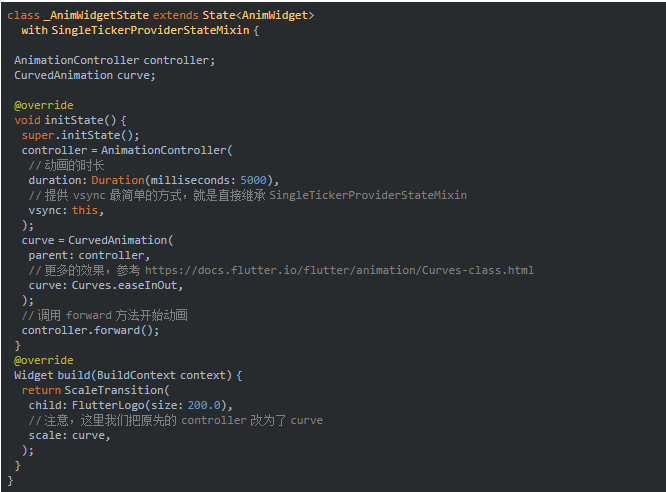 class _AnimWidgetState extends State<AnimWidget>
with SingleTickerProviderStateMixin {
AnimationController controller;
CurvedAnimation curve;
@override
void initState() {
super.initState();
controller = AnimationController(
// 动画的时长
duration: Duration(milliseconds: 5000),
// 提供 vsync 最简单的方式，就是直接继承 SingleTickerProviderStateMixin
vsync: this,
);
curve = CurvedAnimation(
parent: controller,
// 更多的效果，参考 https://docs.flutter.io/flutter/animation/Curves-class.html
curve: Curves.easeInOut,
);
// 调用 forward 方法开始动画
controller.forward();
}
@override
Widget build(BuildContext context) {
return ScaleTransition(
child: FlutterLogo(size: 200.0),
// 注意，这里我们把原先的 controller 改为了 curve
scale: curve,
);
}
}